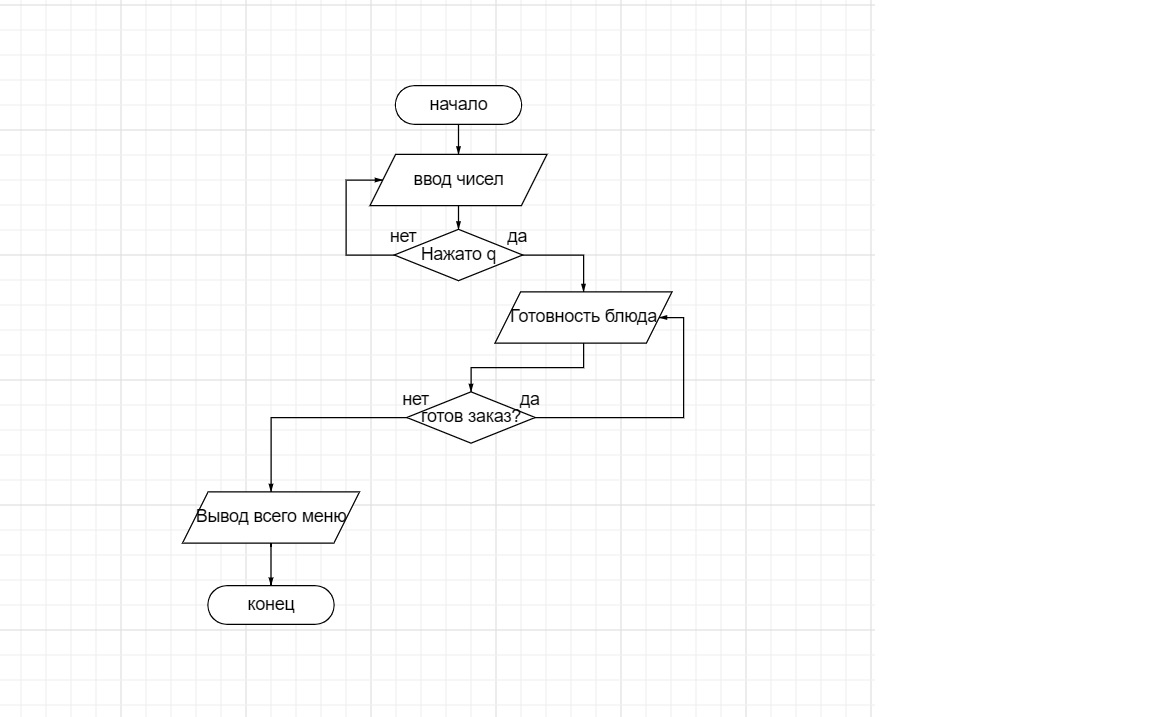 начало
ввод чисел
нет
да
Нажато q
Готовность блюда
нет
да
готов заказ?
Вывод всего меню
конец